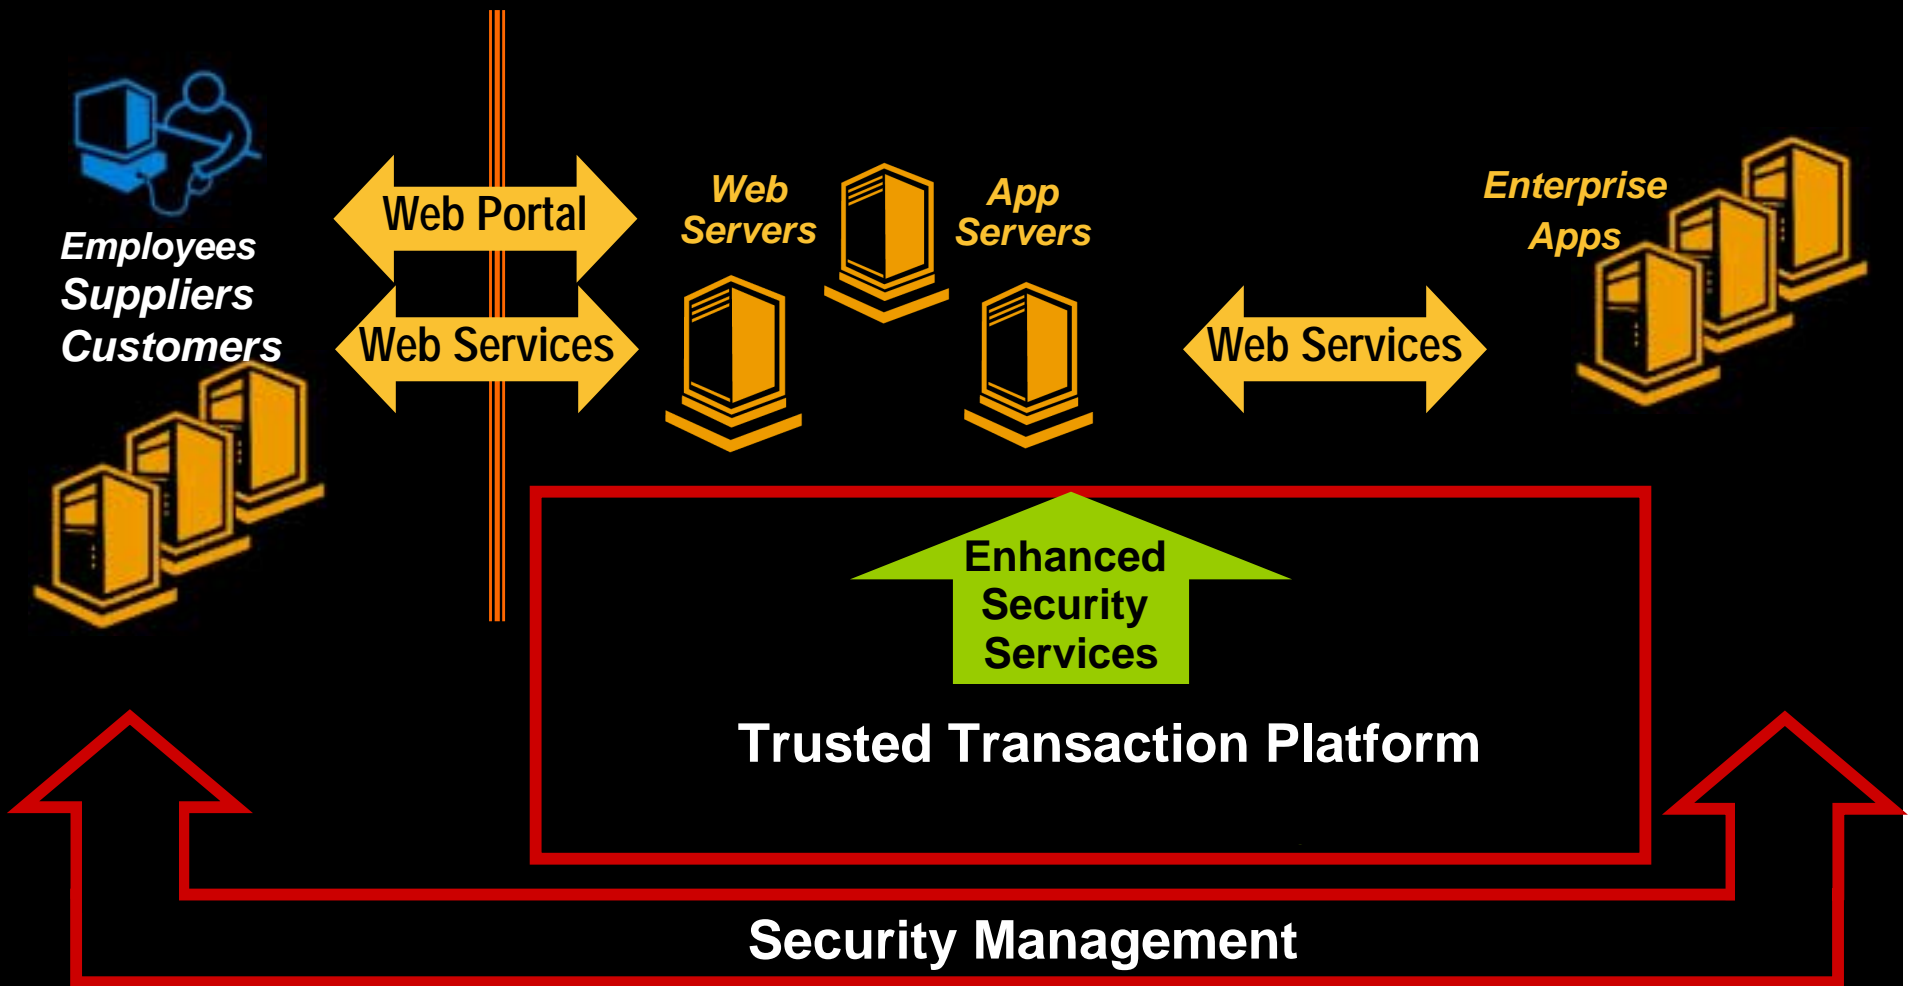 Employees
Suppliers
Customers
Web Portal
Web Services
Web
Servers
App
Servers
Web Services
Enterprise
Apps
Enhanced
Security
Services
Trusted Transaction Platform
Security Management